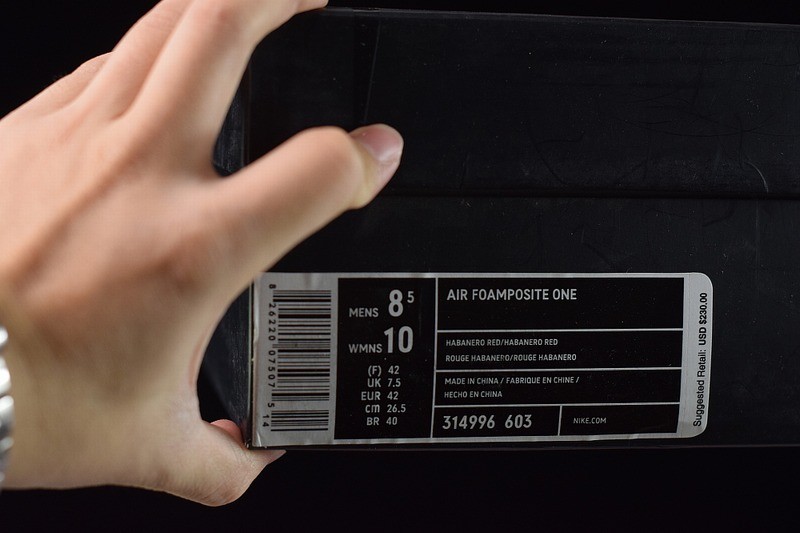 8 26220 07507 5 14
MENS 8 5
WMNS 10
(F) 42
UK 7.5
EUR 42
cm 26.5
BR 40
AIR FOAMPOSITE ONE
HABANERO RED/HABANERO RED
ROUGE HABANERO/ROUGE HABANERO
MADE IN CHINA / FABRIQUE EN CHINE /
HECHO EN CHINA
314996 603
NIKE.COM
Suggested Retail: USD $230.00